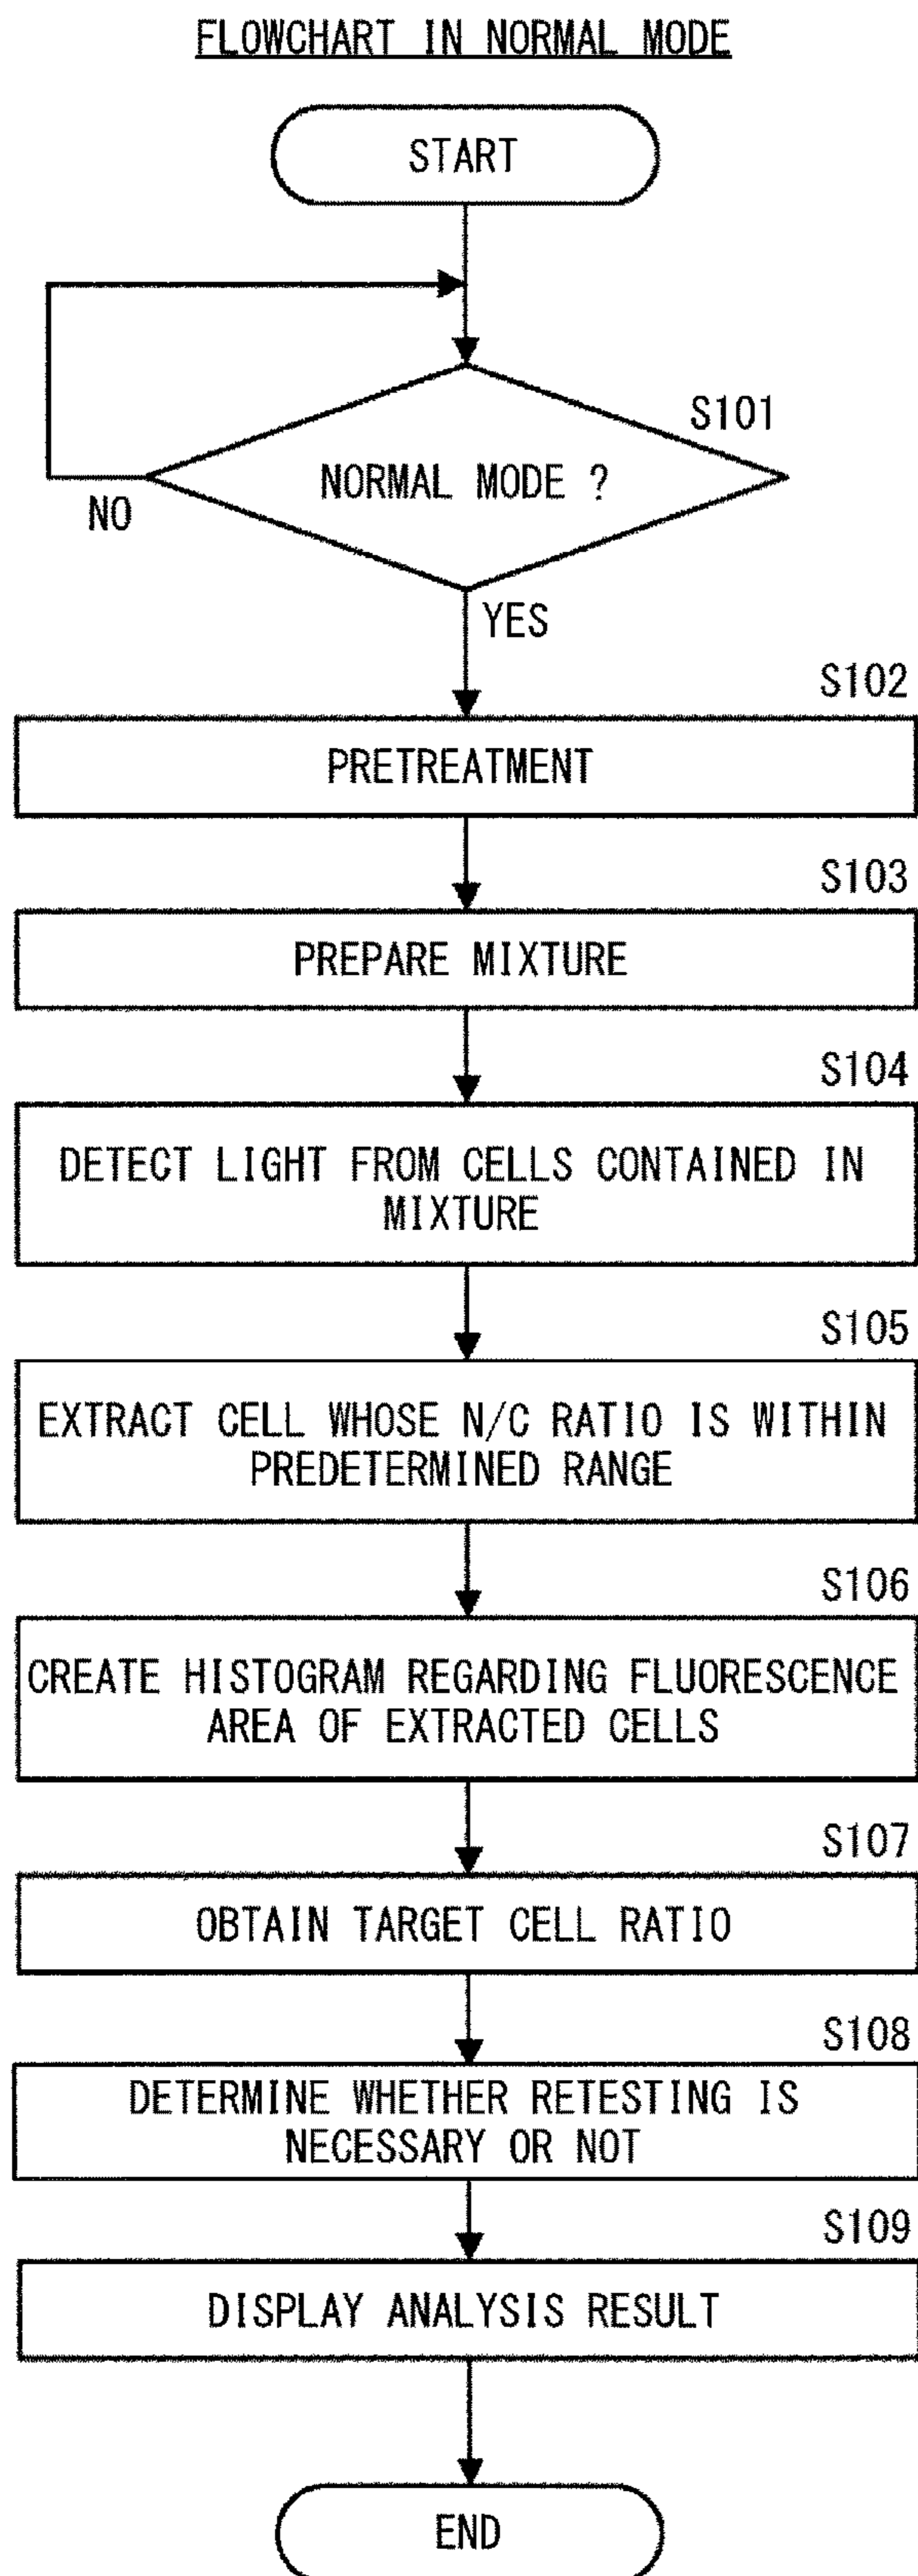 FLOWCHART IN NORMAL MODE
START
S101
NORMAL MODE ?
NO
YES
S102
PRETREATMENT
S103
PREPARE MIXTURE
S104
DETECT LIGHT FROM CELLS CONTAINED IN
MIXTURE
S105
EXTRACT CELL WHOSE N/C RATIO IS WITHIN
PREDETERMINED RANGE
S106
CREATE HISTOGRAM REGARDING FLUORESCENCE
AREA OF EXTRACTED CELLS
S107
OBTAIN TARGET CELL RATIO
S108
DETERMINE WHETHER RETESTING IS
NECESSARY OR NOT
S109
DISPLAY ANALYSIS RESULT
END